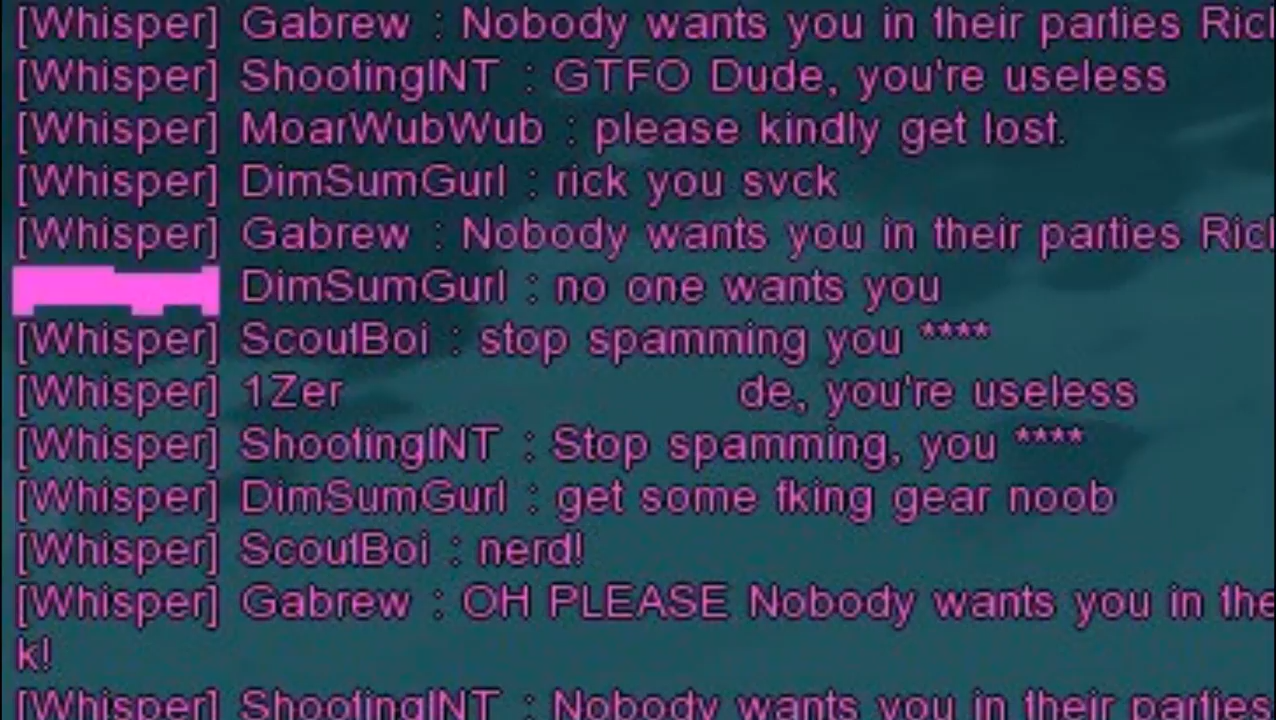 [Whisper] Gabrew : Nobody wants you in their parties
[Whisper] ShootingINT : GTFO Dude, you're useless
[Whisper] MoarWubWub : please kindly get lost.
[Whisper] DimSumGurl : rick you svck
[Whisper] Gabrew : Nobody wants you in their parties
DimSumGurl : no one wants you
[Whisper] ScoutBoi : stop spamming you ****
[Whisper] 1Zer de, you're useless
[Whisper] ShootingINT : Stop spamming, you ****
[Whisper] DimSumGurl : get some fking gear noob
[Whisper] ScoutBoi : nerd!
[Whisper] Gabrew : OH PLEASE Nobody wants you in the
k!
[Whisper] ShootingINT : Nobody wants you in their parties